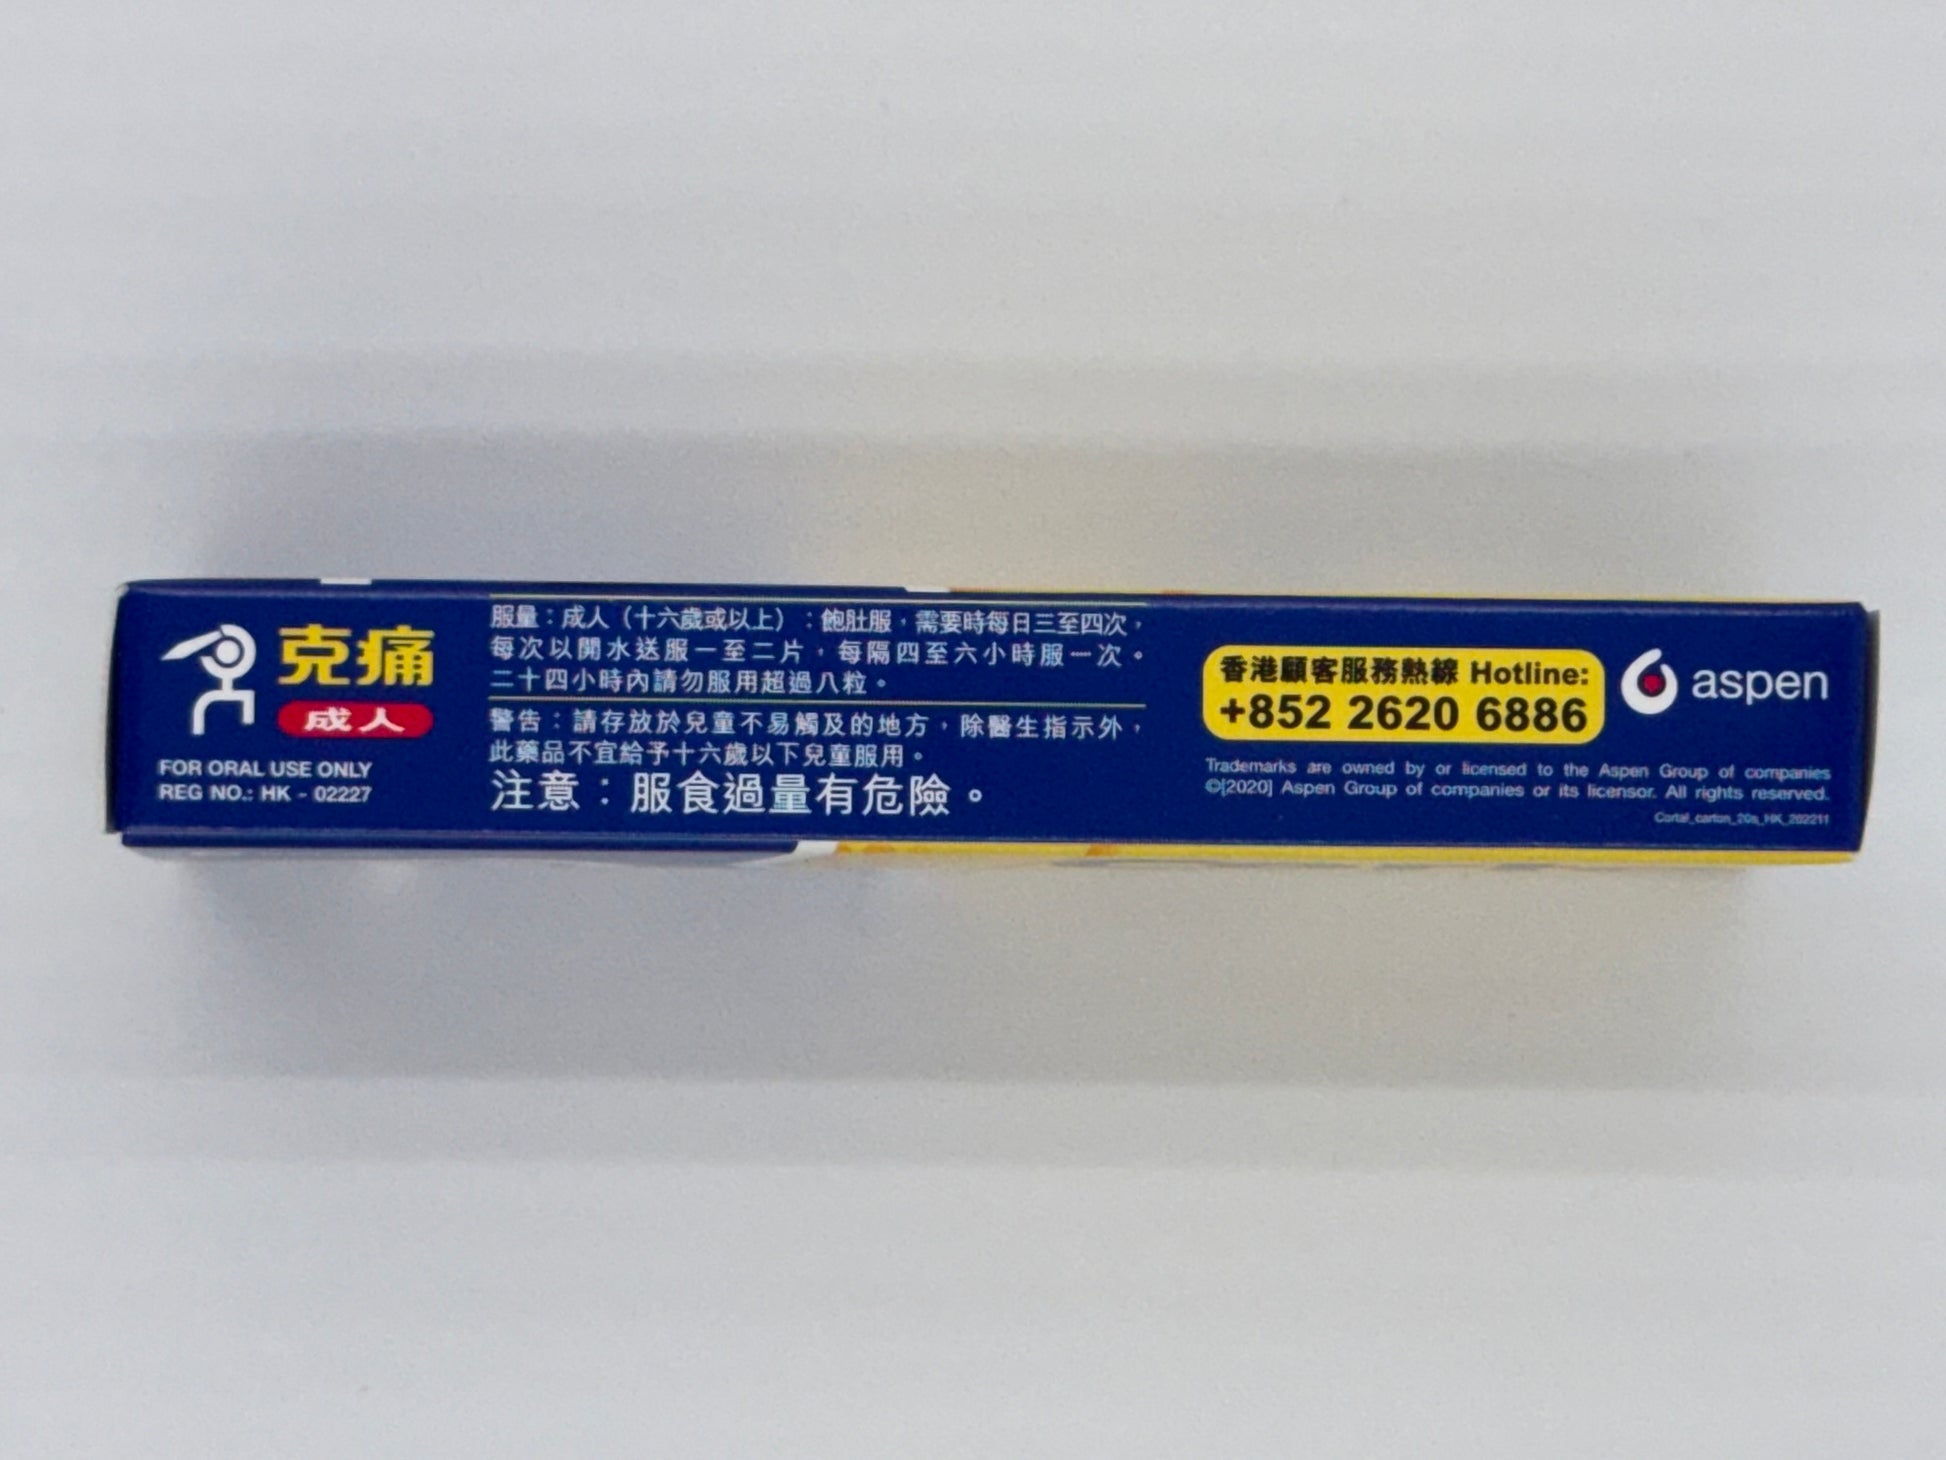 克痛
成人
FOR ORAL USE ONLY
REG NO.: HK - 02227
服量：成人（十六歲或以上）：飽肚服，需要時每日三至四次，
每次以開水送服一至二片，每隔四至六小時服一次。
二十四小時內請勿服用超過八粒。
警告：請存放於兒童不易觸及的地方，除醫生指示外，
此藥品不宜給予十六歲以下兒童服用。
注意：服食過量有危險。
香港顧客服務熱線 Hotline:
+852 2620 6886
aspen
Trademarks are owned by or licensed to the Aspen Group of companies
©[2020] Aspen Group of companies or its licensor. All rights reserved.
Cortal_carton_20s_HK_202211